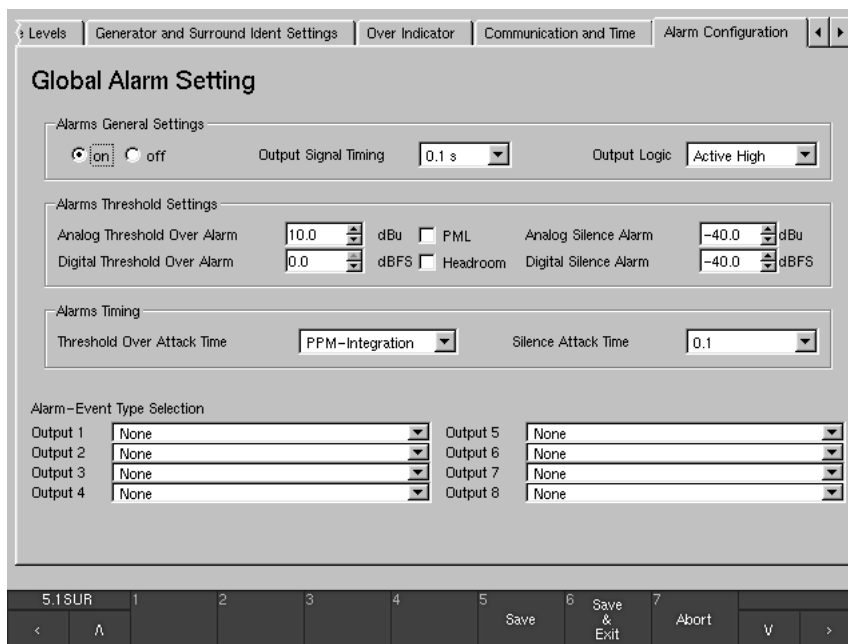 Levels Generator and Surround Ident Settings Over Indicator Communication and Time Alarm Configuration
Global Alarm Setting
Alarms General Settings
on off Output Signal Timing 0.1 s Output Logic Active High
Alarms Threshold Settings
Analog Threshold Over Alarm 10.0 dBu PML Analog Silence Alarm -40.0 dBu
Digital Threshold Over Alarm 0.0 dBFS Headroom Digital Silence Alarm -40.0 dBFS
Alarms Timing
Threshold Over Attack Time PPM-Integration Silence Attack Time 0.1
Alarm-Event Type Selection
Output 1 None Output 5 None
Output 2 None Output 6 None
Output 3 None Output 7 None
Output 4 None Output 8 None
5.1SUR 1 2 3 4 5 Save 6 Save & Exit 7 Abort
< Λ V >